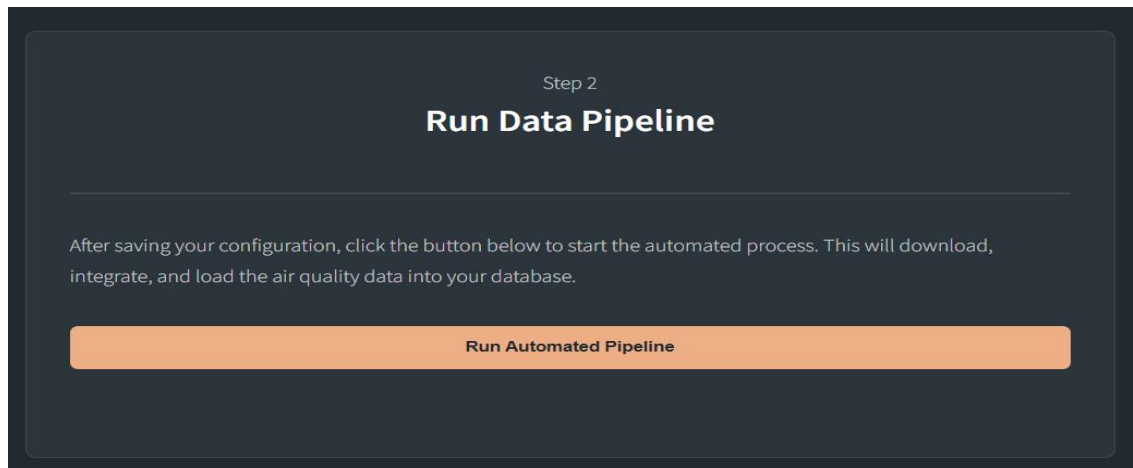 Step 2
Run Data Pipeline
After saving your configuration, click the button below to start the automated process. This will download,
integrate, and load the air quality data into your database.
Run Automated Pipeline